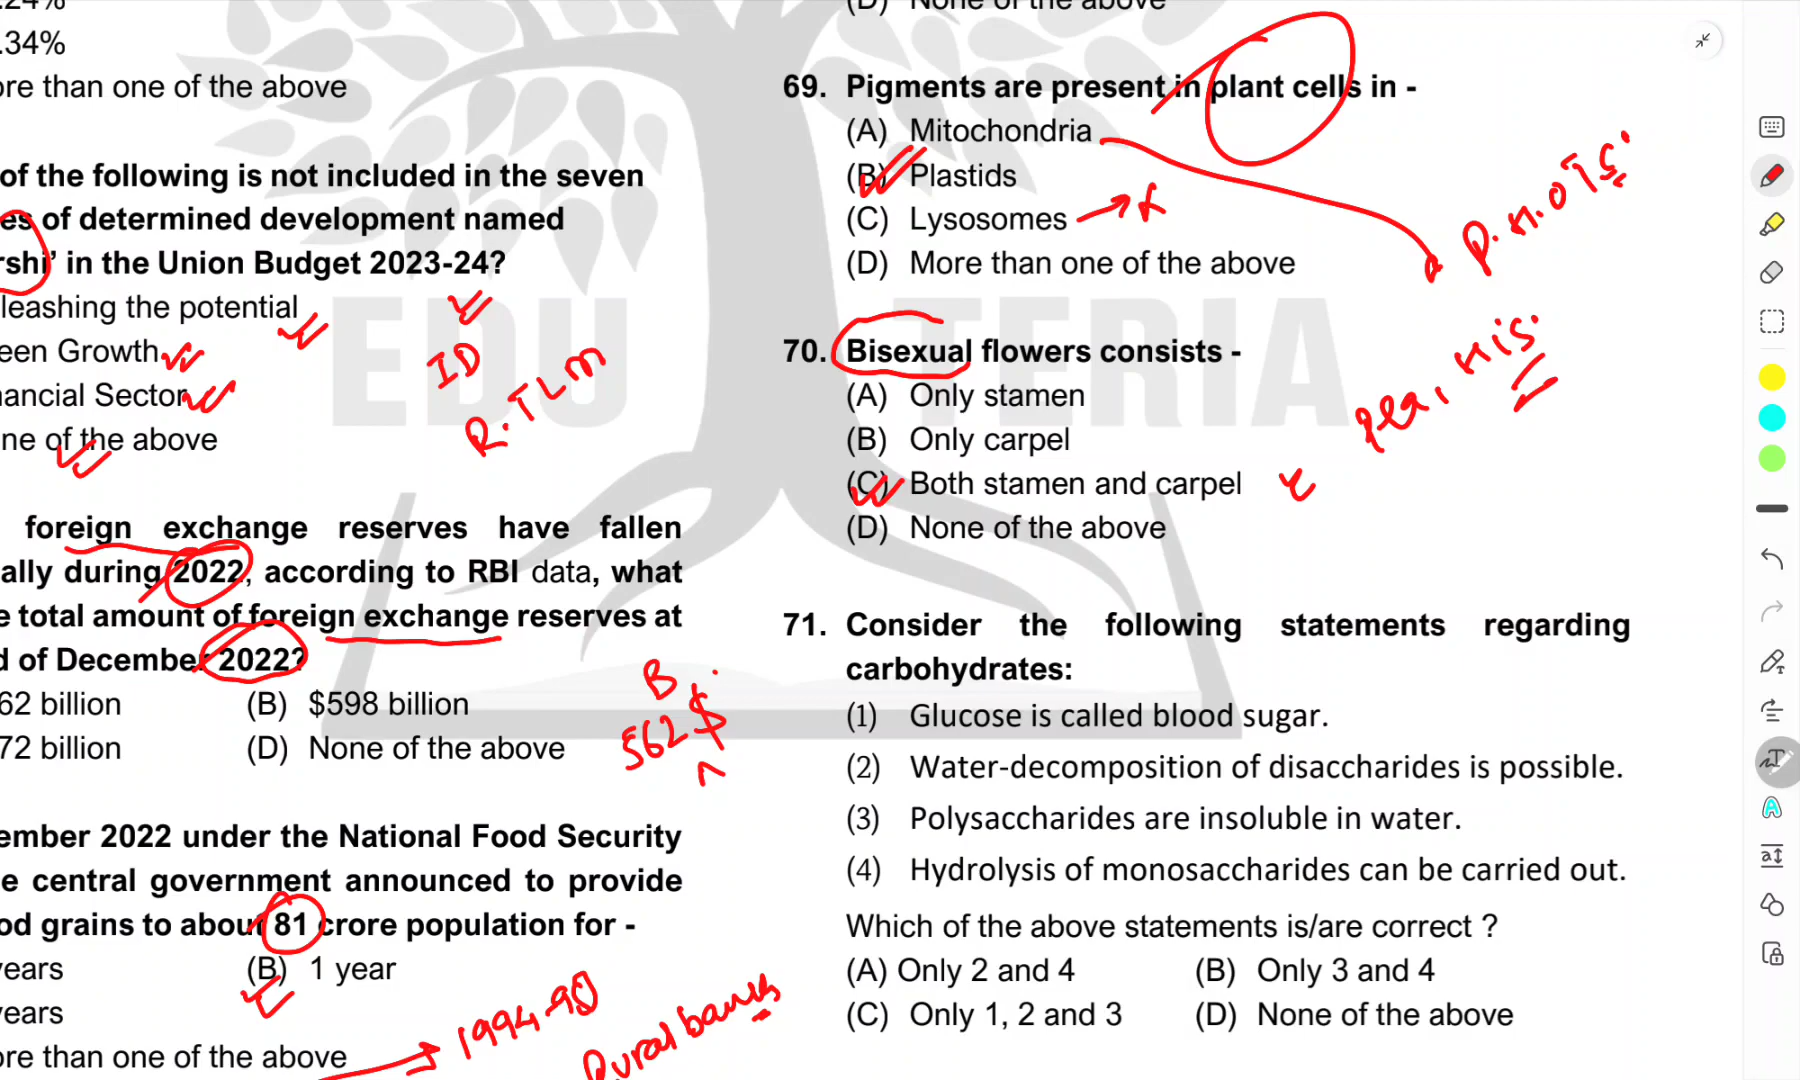 .34%
ore than one of the above
of the following is not included in the seven
es of determined development named
rshi' in the Union Budget 2023-24?
leashing the potential
een Growth
ancial Sector
ne of the above
ID
R.TLM
foreign exchange reserves have fallen
ally during 2022, according to RBI data, what
e total amount of foreign exchange reserves at
d of December 2022?
62 billion (B) $598 billion
72 billion (D) None of the above
B
562 $
ember 2022 under the National Food Security
e central government announced to provide
od grains to about 81 crore population for -
years (B) 1 year
years
ore than one of the above
1994-98
Rural banks
(D) None of the above
69. Pigments are present in plant cells in -
(A) Mitochondria
(B) Plastids
(C) Lysosomes
(D) More than one of the above
70. Bisexual flowers consists -
(A) Only stamen
(B) Only carpel
(C) Both stamen and carpel
(D) None of the above
71. Consider the following statements regarding
carbohydrates:
(1) Glucose is called blood sugar.
(2) Water-decomposition of disaccharides is possible.
(3) Polysaccharides are insoluble in water.
(4) Hydrolysis of monosaccharides can be carried out.
Which of the above statements is/are correct ?
(A) Only 2 and 4 (B) Only 3 and 4
(C) Only 1, 2 and 3 (D) None of the above
EDU TERIA